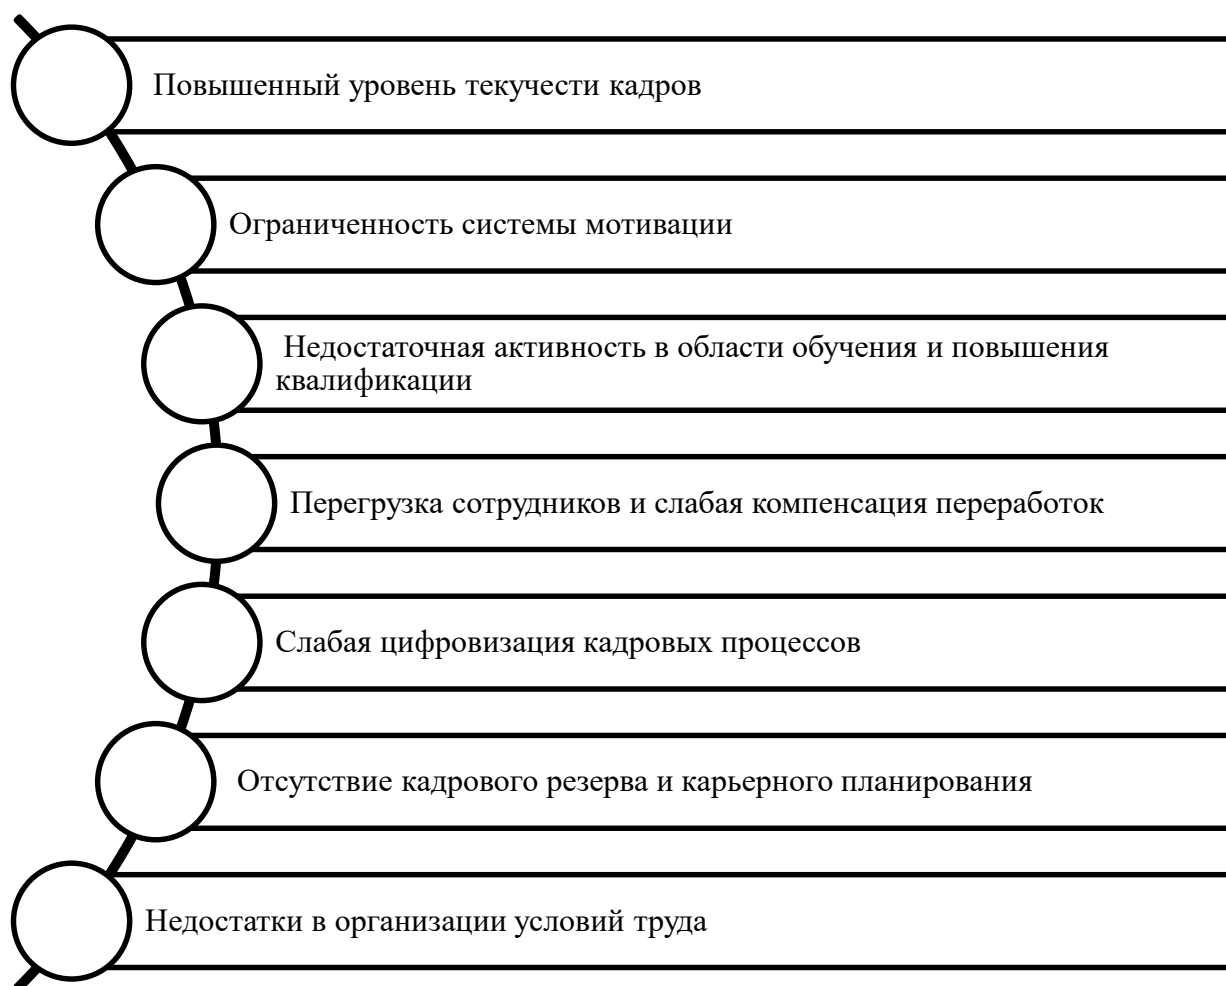 Повышенный уровень текучести кадров
Ограниченность системы мотивации
Недостаточная активность в области обучения и повышения
квалификации
Перегрузка сотрудников и слабая компенсация переработок
Слабая цифровизация кадровых процессов
Отсутствие кадрового резерва и карьерного планирования
Недостатки в организации условий труда